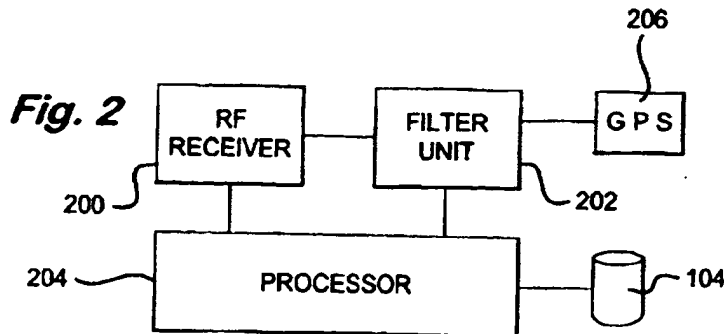 206
Fig. 2
RF
RECEIVER
FILTER
UNIT
G P S
200
202
204
PROCESSOR
104